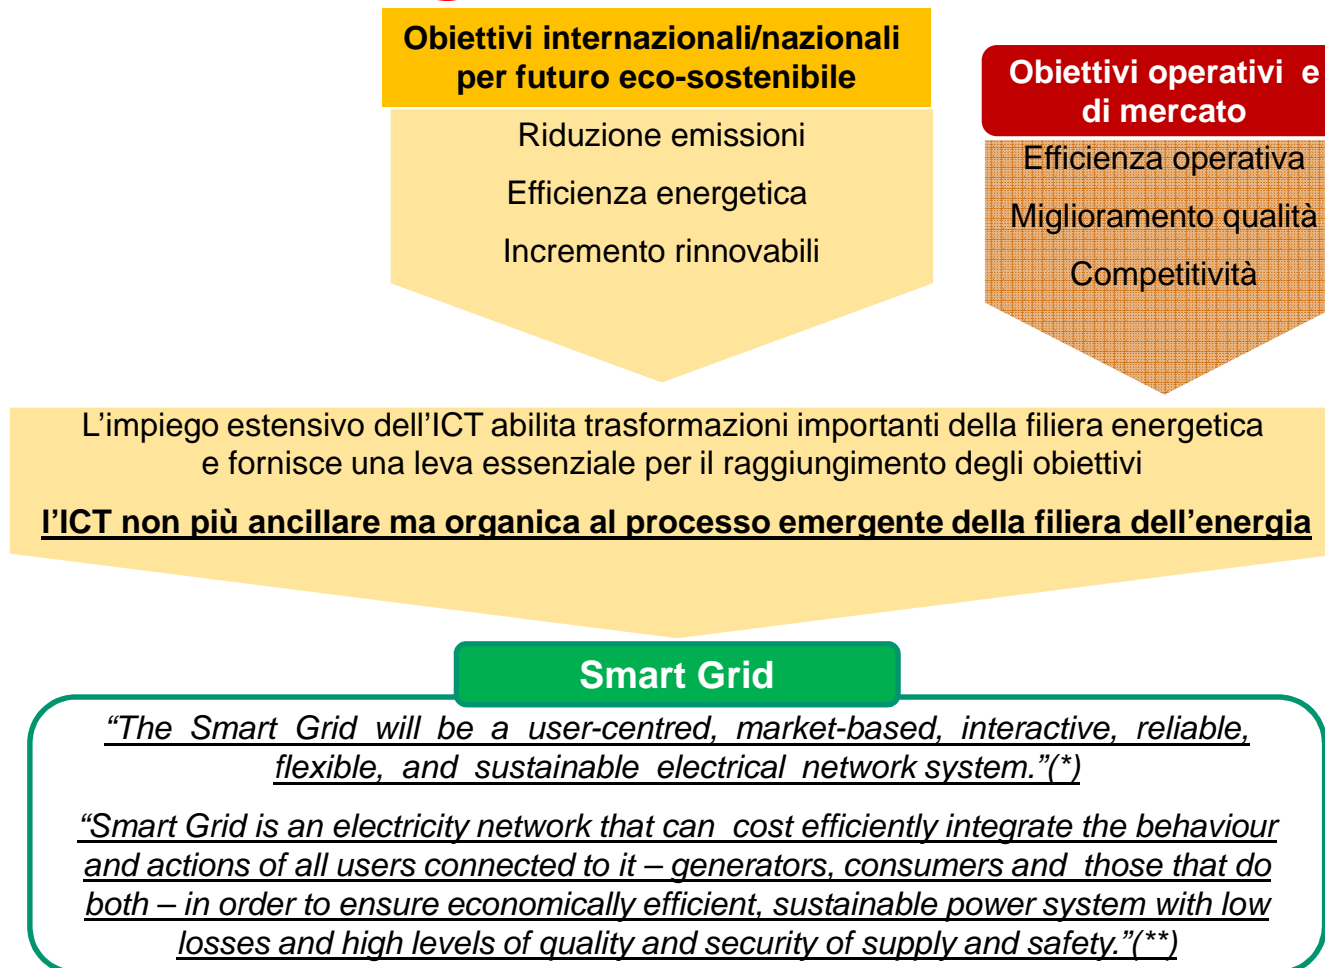 Obiettivi internazionali/nazionali
per futuro eco-sostenibile
Riduzione emissioni
Efficienza energetica
Incremento rinnovabili
Obiettivi operativi e
di mercato
Efficienza operativa
Miglioramento qualità
Competitività
L’impiego estensivo dell’ICT abilita trasformazioni importanti della filiera energetica
e fornisce una leva essenziale per il raggiungimento degli obiettivi
l’ICT non più ancillare ma organica al processo emergente della filiera dell’energia
Smart Grid
“The Smart Grid will be a user-centred, market-based, interactive, reliable,
flexible, and sustainable electrical network system.”(*)
“Smart Grid is an electricity network that can cost efficiently integrate the behaviour
and actions of all users connected to it – generators, consumers and those that do
both – in order to ensure economically efficient, sustainable power system with low
losses and high levels of quality and security of supply and safety.”(**)